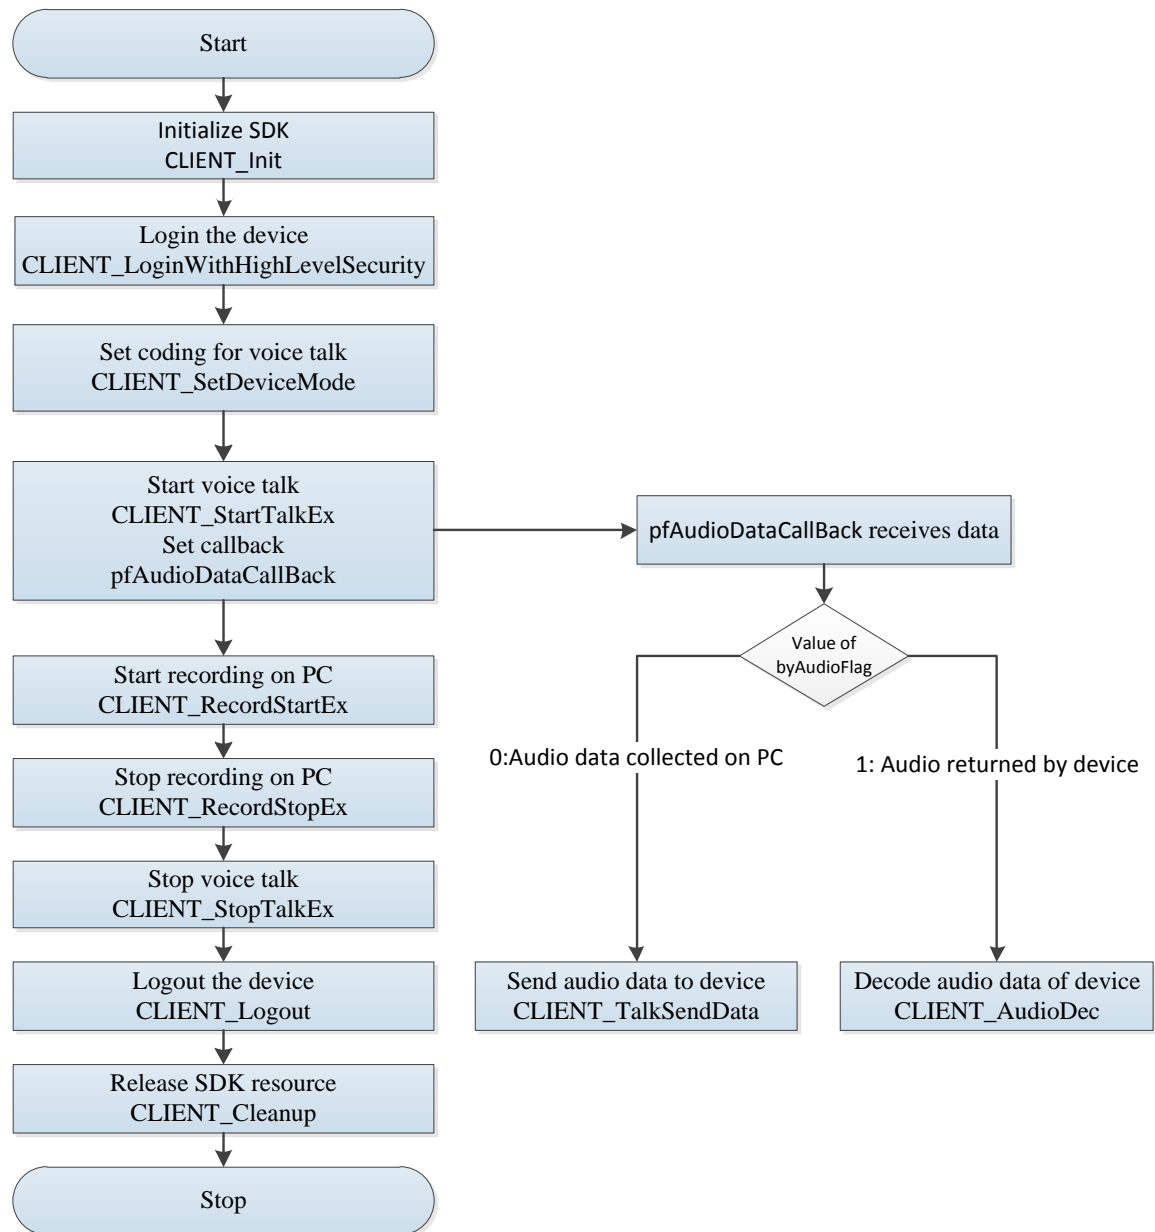 Start
Initialize SDK
CLIENT_Init
Login the device
CLIENT_LoginWithHighLevelSecurity
Set coding for voice talk
CLIENT_SetDeviceMode
Start voice talk
CLIENT_StartTalkEx
Set callback
pfAudioDataCallBack
pfAudioDataCallBack receives data
Value of
byAudioFlag
0:Audio data collected on PC
1: Audio returned by device
Send audio data to device
CLIENT_TalkSendData
Decode audio data of device
CLIENT_AudioDec
Start recording on PC
CLIENT_RecordStartEx
Stop recording on PC
CLIENT_RecordStopEx
Stop voice talk
CLIENT_StopTalkEx
Logout the device
CLIENT_Logout
Release SDK resource
CLIENT_Cleanup
Stop